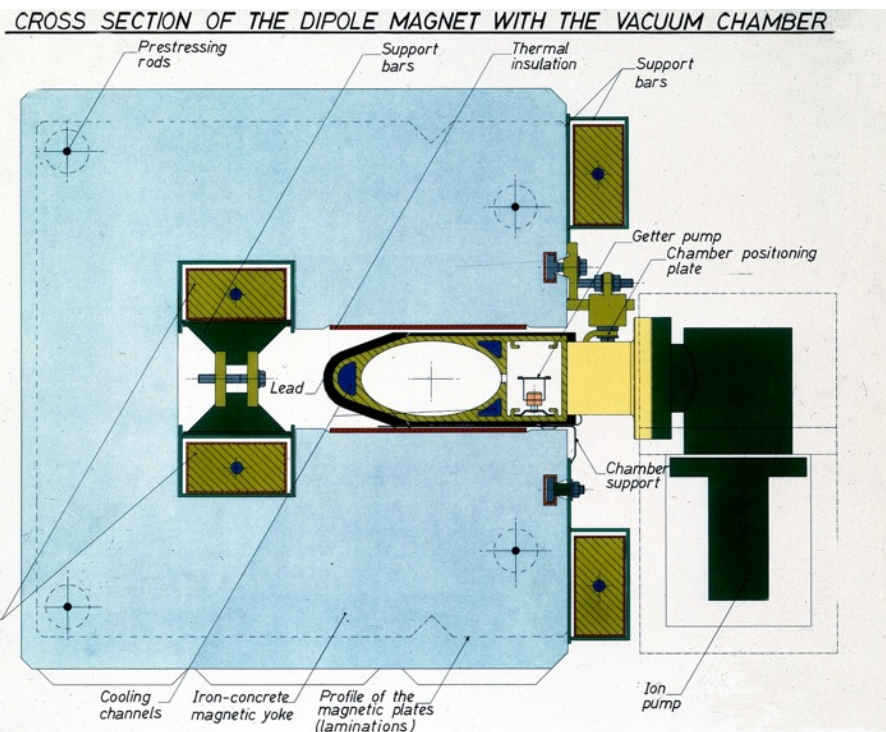 CROSS SECTION OF THE DIPOLE MAGNET WITH THE VACUUM CHAMBER
Prestressing
rods
Support
bars
Thermal
insulation
Support
bars
Getter pump
Chamber positioning
plate
Lead
Chamber
support
Cooling
channels
Iron-concrete
magnetic yoke
Profile of the
magnetic plates
(laminations)
Ion
pump